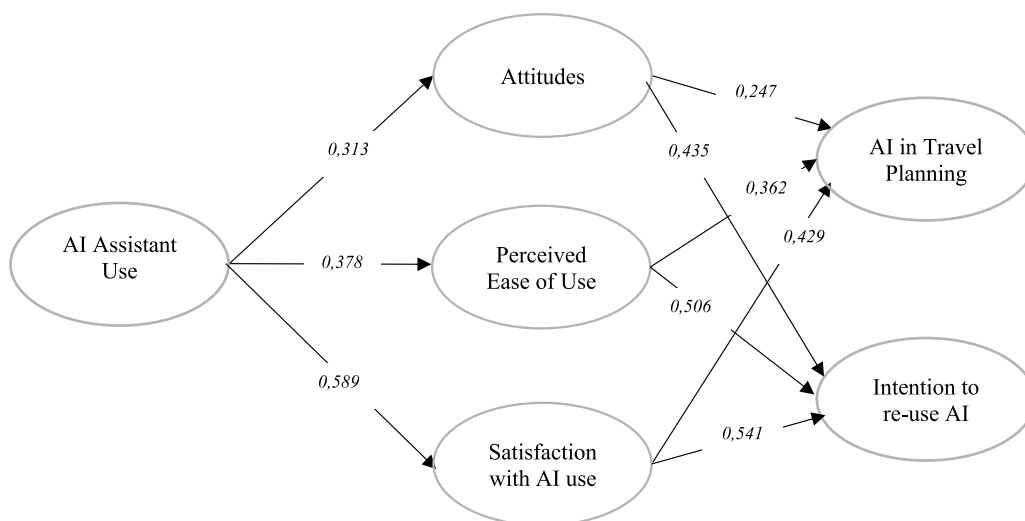 Attitudes
0,247
0,313
0,435
AI in Travel
Planning
0,362
AI Assistant
Use
0,378
Perceived
Ease of Use
0,429
0,506
0,589
Intention to
re-use AI
0,541
Satisfaction
with AI use